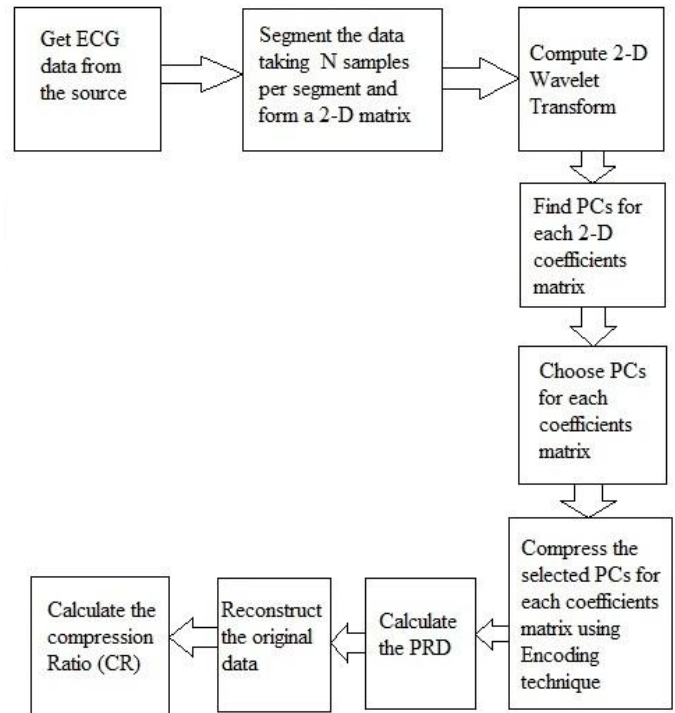 Get ECG
data from
the source
Segment the data
taking N samples
per segment and
form a 2-D matrix
Compute 2-D
Wavelet
Transform
Find PCs for
each 2-D
coefficients
matrix
Choose PCs
for each
coefficients
matrix
Compress the
selected PCs for
each coefficients
matrix using
Encoding
technique
Calculate
the PRD
Reconstruct
the original
data
Calculate the
compression
Ratio (CR)